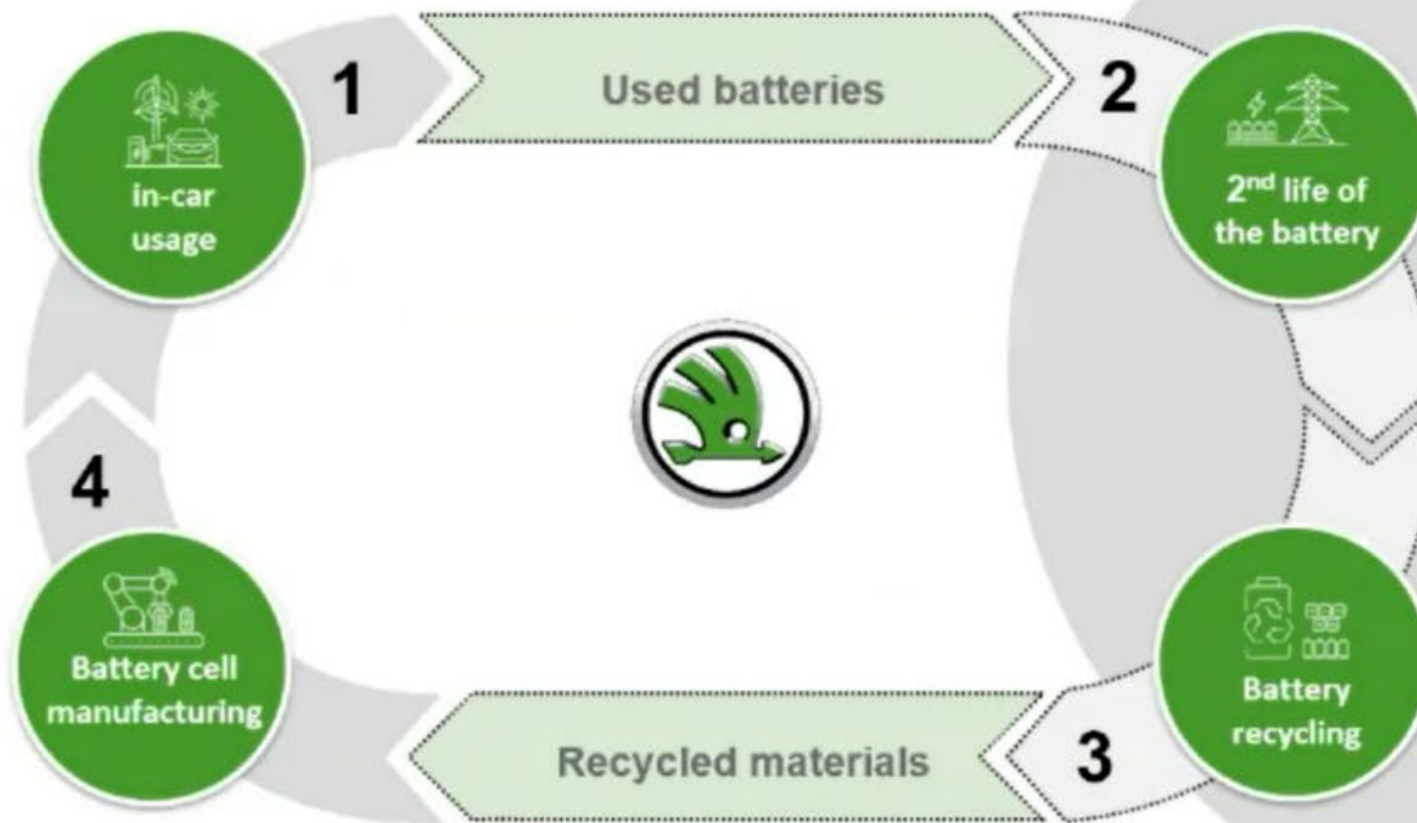 1
Used batteries
2
in-car
usage
2nd life of
the battery
4
Battery cell
manufacturing
Recycled materials
3
Battery
recycling